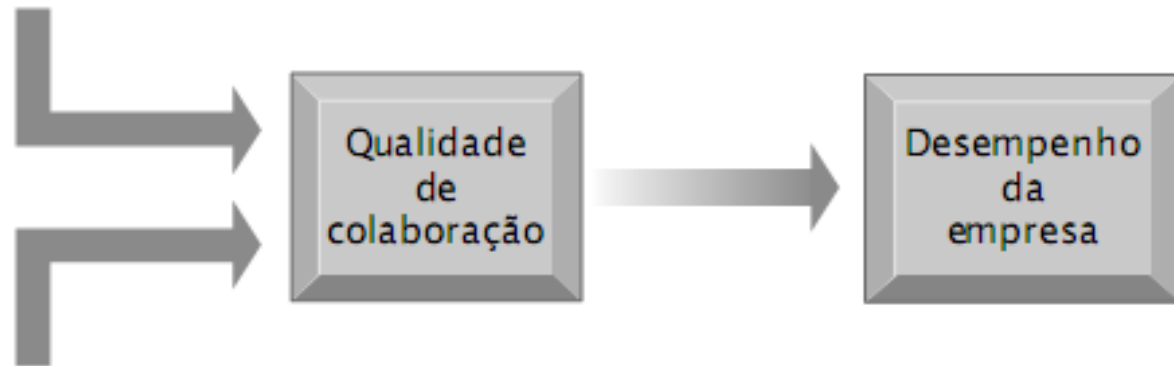 Qualidade
de
colaboração
Desempenho
da
empresa